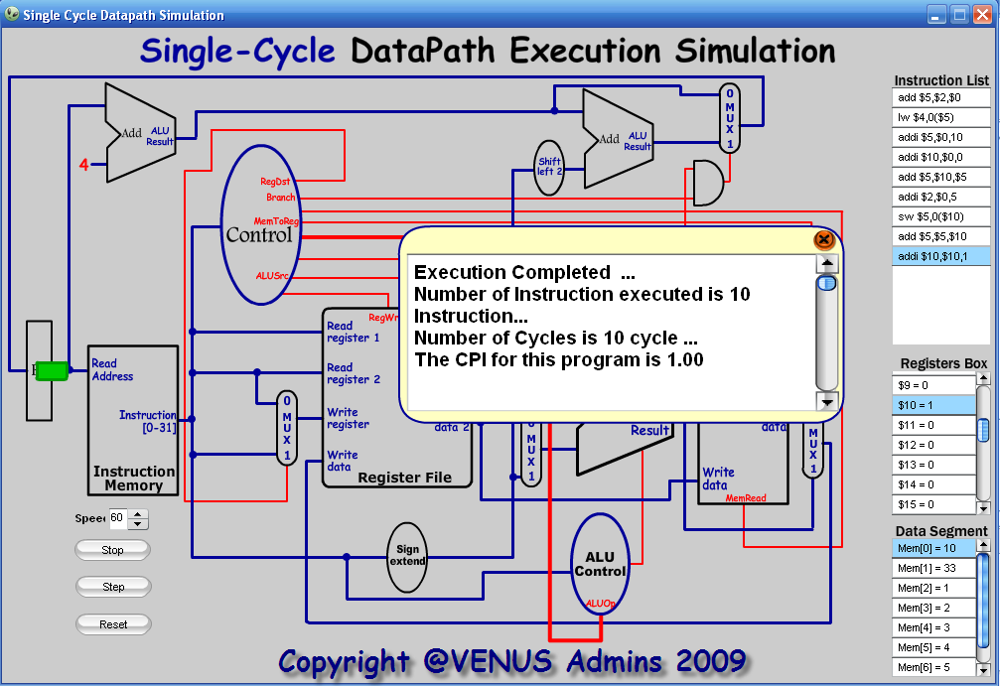 Single Cycle Datapath Simulation
Single-Cycle DataPath Execution Simulation
Instruction List
add $5,$2,$0
lw $4,0($5)
addi $5,$0,10
addi $10,$0,0
add $5,$10,$5
addi $2,$0,5
sw $5,0($10)
add $5,$5,$10
addi $10,$10,1
Add
ALU
Result
4
Add
ALU
Result
0
M
U
X
1
Shift
left 2
RegDst
Branch
MemToReg
Control
ALUSrc
RegWr
Execution Completed ...
Number of Instruction executed is 10
Instruction...
Number of Cycles is 10 cycle ...
The CPI for this program is 1.00
Read
Address
Instruction
[0-31]
Instruction
Memory
0
M
U
X
1
Read
register 1
Read
register 2
Write
register
Write
data
data 2
Register File
M
U
X
1
Result
data
Write
data
MemRead
M
U
X
1
Sign
extend
ALU
Control
ALUOp
Speed
60
Stop
Step
Reset
Registers Box
$9 = 0
$10 = 1
$11 = 0
$12 = 0
$13 = 0
$14 = 0
$15 = 0
Data Segment
Mem[0] = 10
Mem[1] = 33
Mem[2] = 1
Mem[3] = 2
Mem[4] = 3
Mem[5] = 4
Mem[6] = 5
Copyright @VENUS Admins 2009